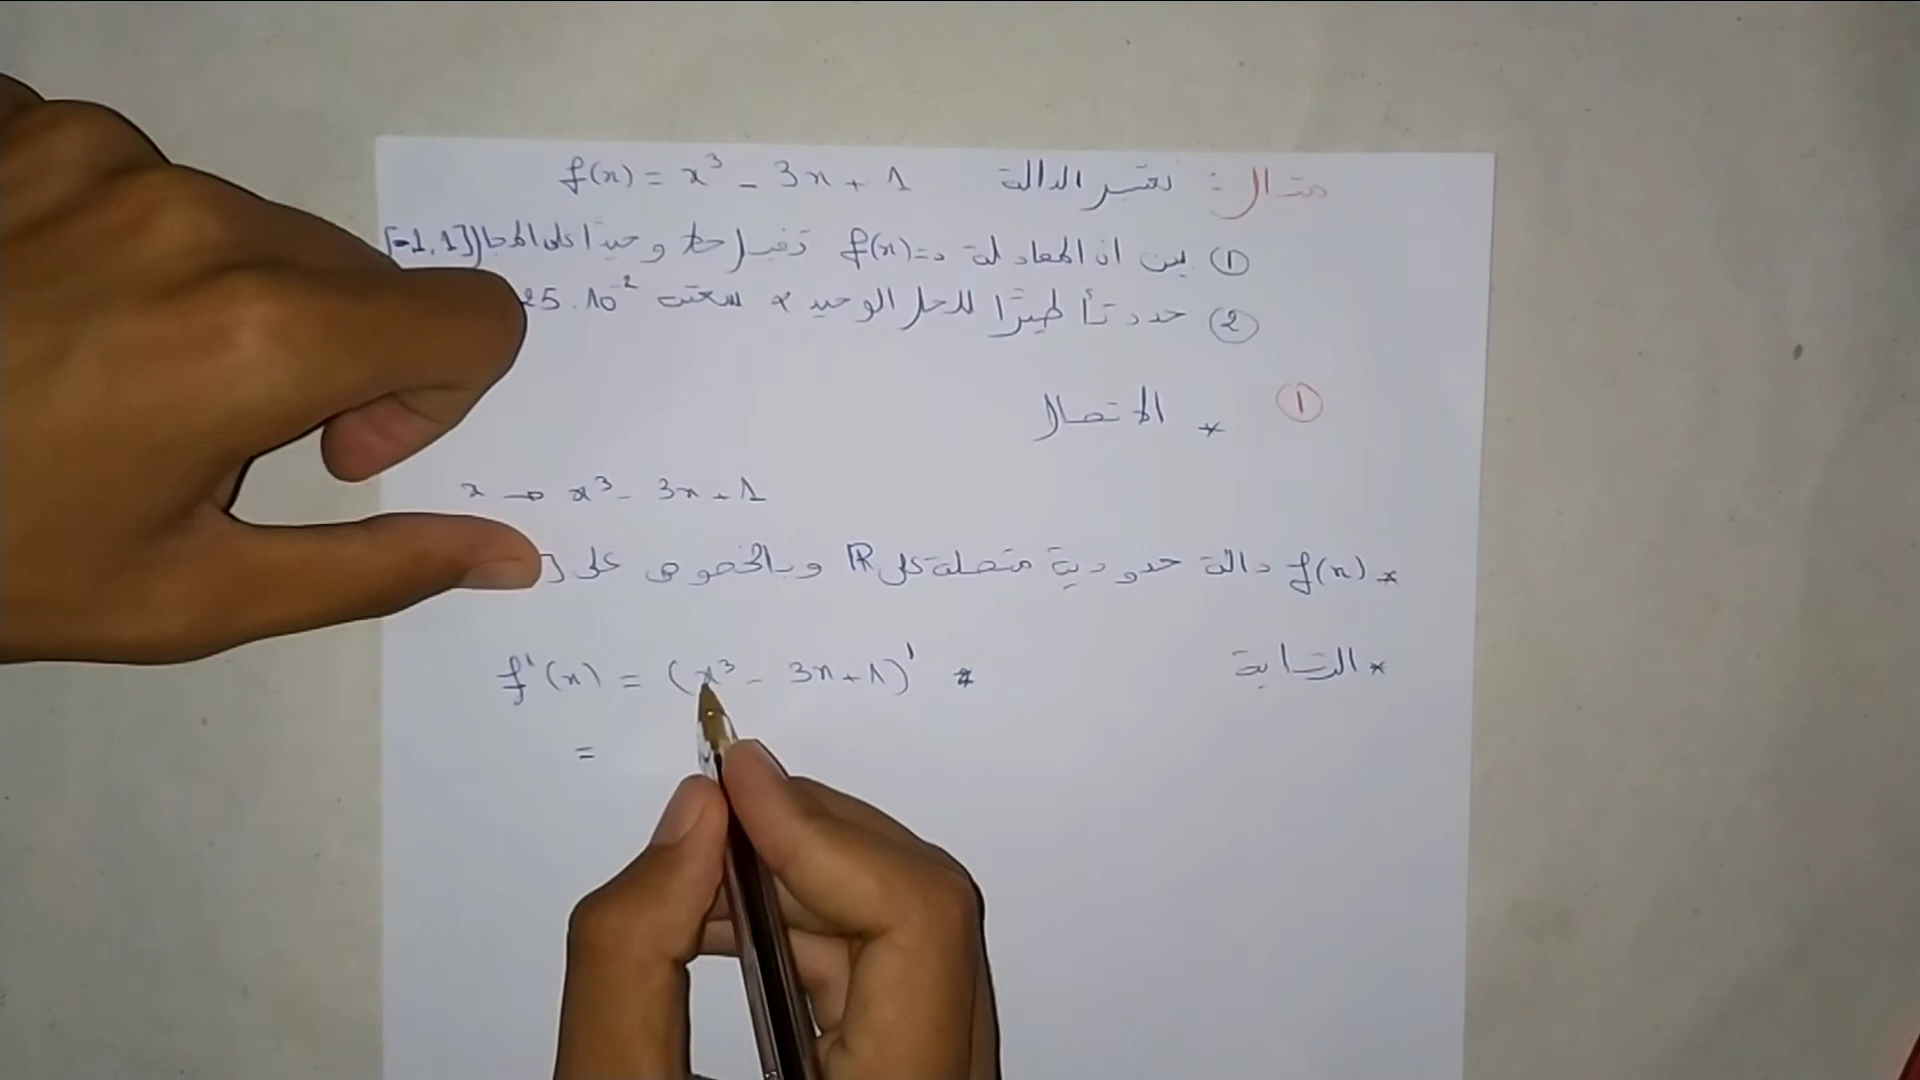 مثال: نعتبر الدالة f(x) = x³ - 3x + 1
① بين ان المعادلة f(x)=0 تقبل حلا وحيدًا على المجال [-1,1]
② حدد تأطيرًا للحل الوحيد α سعته 25.10⁻²
①
* الاتصال
x → x³ - 3x + 1
* f(x) دالة حدودية متصلة على ℝ وبالخصوص على [
* الرتابة
* f'(x) = (x³ - 3x + 1)'
=